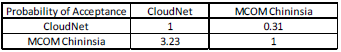 Probability of Acceptance CloudNet MCOM Chininsia
CloudNet 1 0.31
MCOM Chininsia 3.23 1